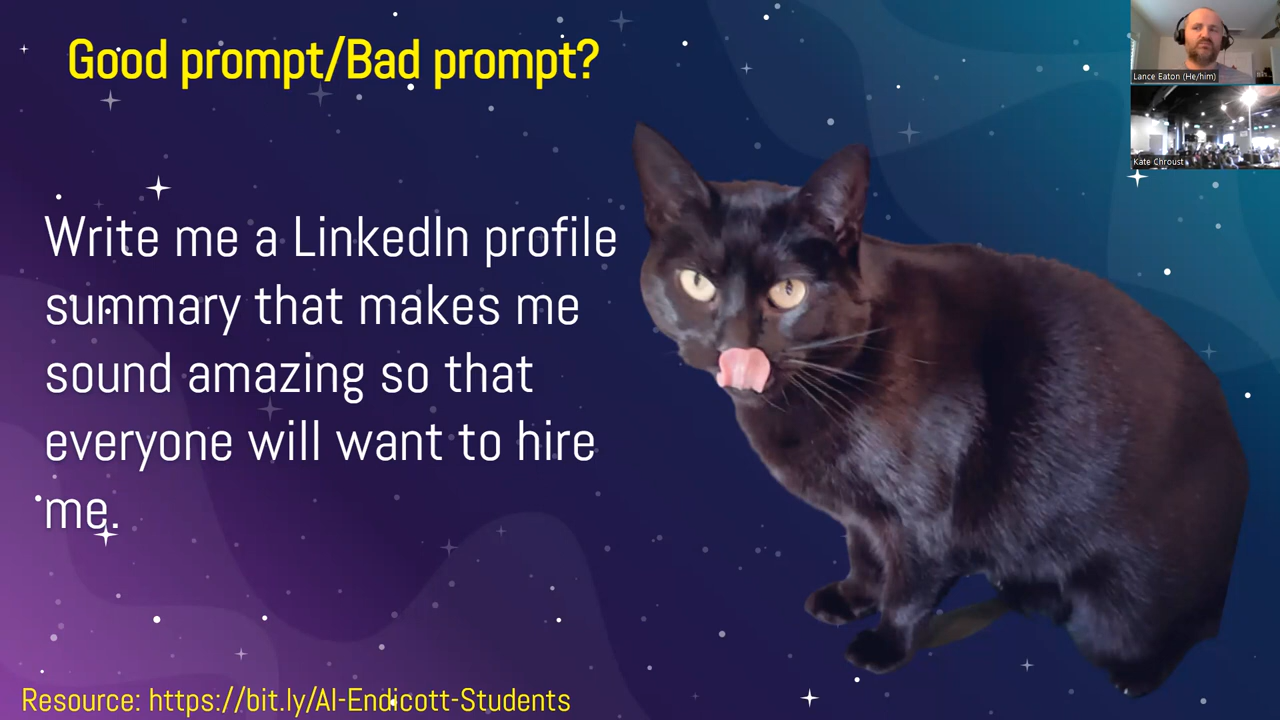 Good prompt/Bad prompt?
Lance Eaton (He/him)
Kate Chroust
Write me a LinkedIn profile
summary that makes me
sound amazing so that
everyone will want to hire
me.
Resource: https://bit.ly/AI-Endicott-Students